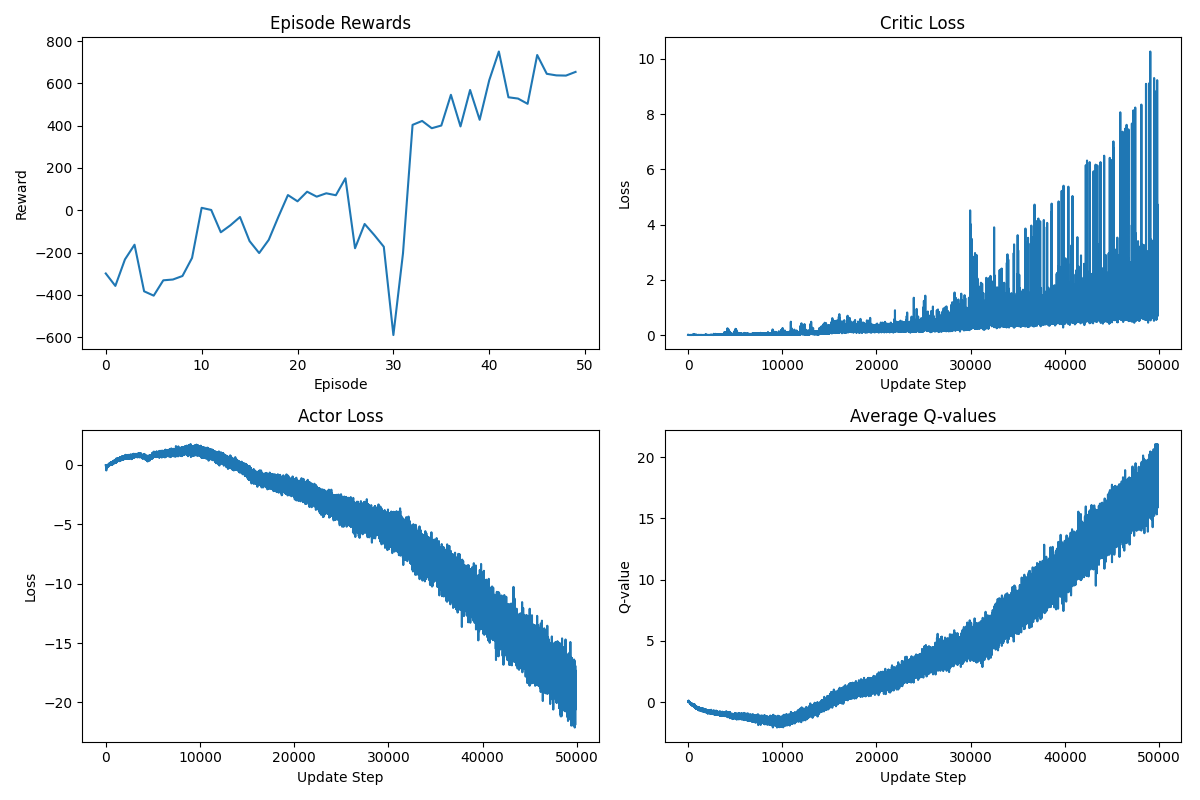 Episode Rewards
800
600
400
200
0
−200
−400
−600
Reward
0 10 20 30 40 50
Episode
Critic Loss
10
8
6
4
2
0
Loss
0 10000 20000 30000 40000 50000
Update Step
Actor Loss
0
−5
−10
−15
−20
Loss
0 10000 20000 30000 40000 50000
Update Step
Average Q-values
20
15
10
5
0
Q-value
0 10000 20000 30000 40000 50000
Update Step